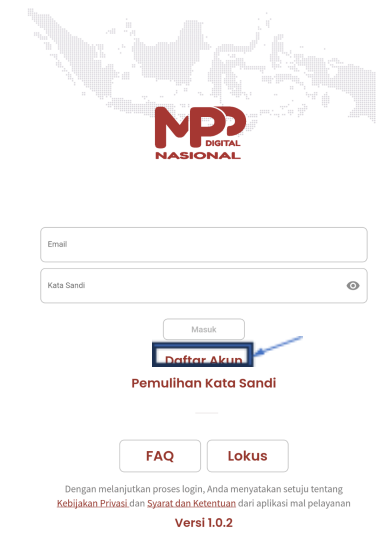 MPP
DIGITAL
NASIONAL
Email
Kata Sandi
Masuk
Daftar Akun
Pemulihan Kata Sandi
FAQ Lokus
Dengan melanjutkan proses login, Anda menyatakan setuju tentang
Kebijakan Privasi dan Syarat dan Ketentuan dari aplikasi mal pelayanan
Versi 1.0.2